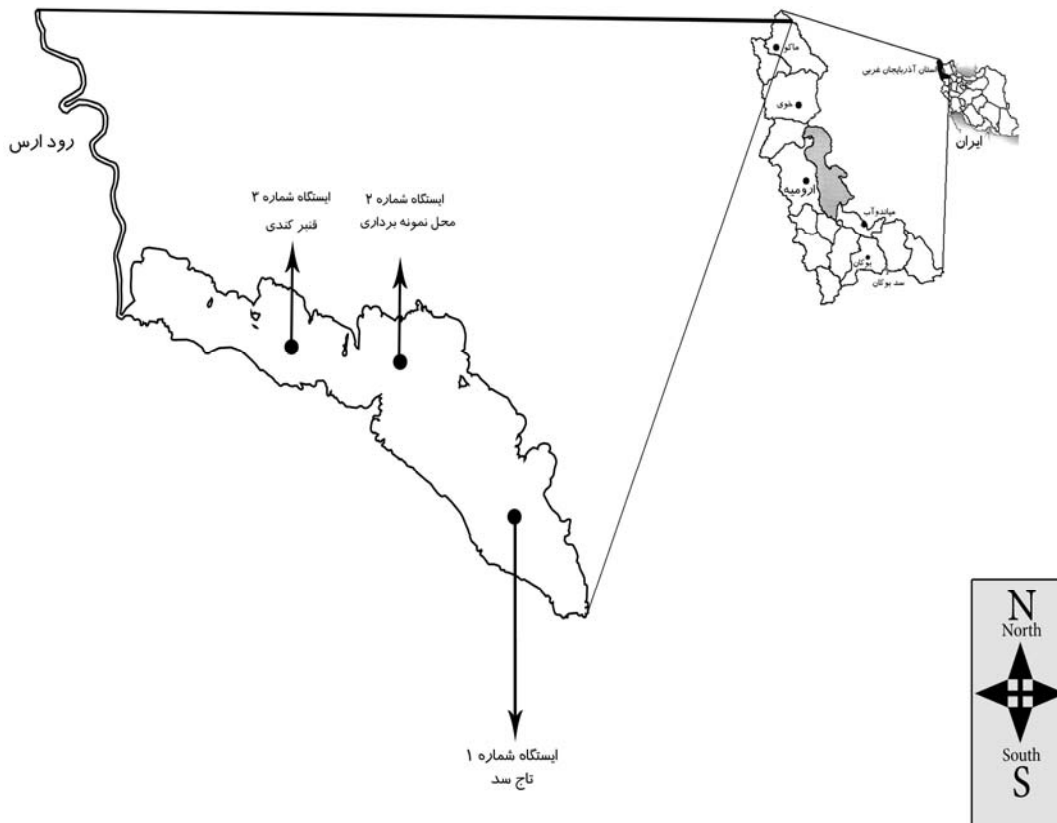 رود ارس
ایستگاه شماره ۳
قنبر کندی
ایستگاه شماره ۲
محل نمونه برداری
ایستگاه شماره ۱
تاج سد
ماکو
خوی
ارومیه
میاندوآب
بوکان
سد بوکان
استان آذربایجان غربی
ایران
N
North
South
S